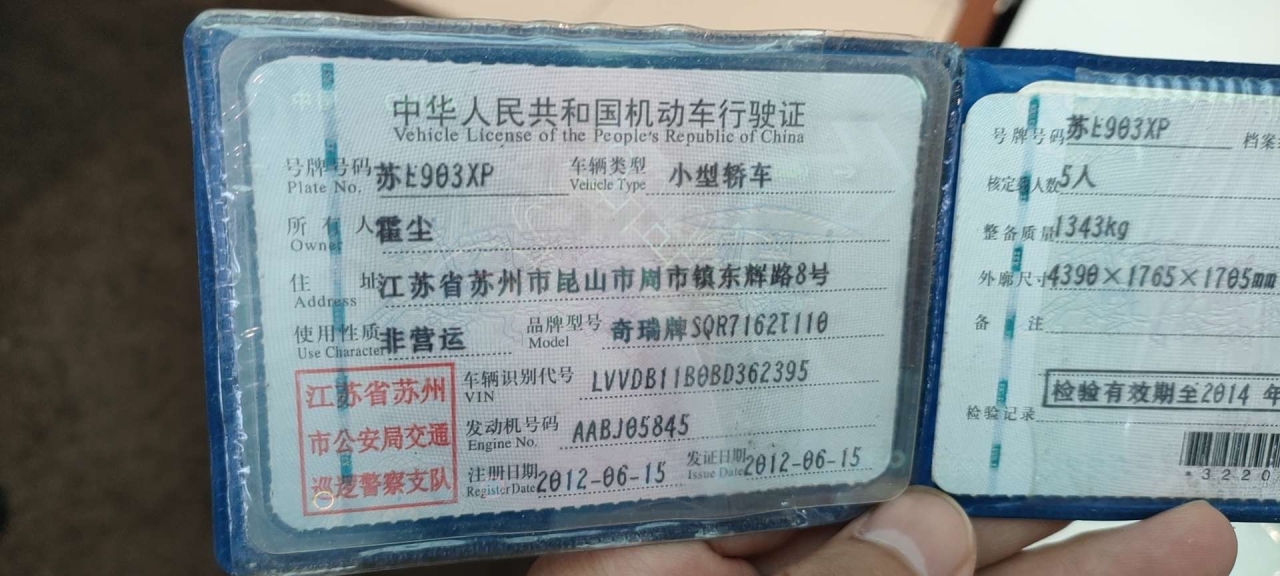 中华人民共和国机动车行驶证
Vehicle License of the People's Republic of China
号牌号码 苏E903XP 车辆类型 小型轿车
Plate No. Vehicle Type
所有人 霍尘
Owner
住址 江苏省苏州市昆山市周市镇东辉路8号
Address
使用性质 非营运 品牌型号 奇瑞牌SQR7162T110
Use Character Model
江苏省苏州
市公安局交通
巡逻警察支队
车辆识别代号 LVVDB11B0BD362395
VIN
发动机号码 AABJ05845
Engine No.
注册日期 2012-06-15 发证日期 2012-06-15
Register Date Issue Date
号牌号码 苏E903XP 档案
核定载人数 5人
整备质量 1343kg
外廓尺寸 4390×1765×1705mm
备注
检验有效期至2014年
检验记录
*3220